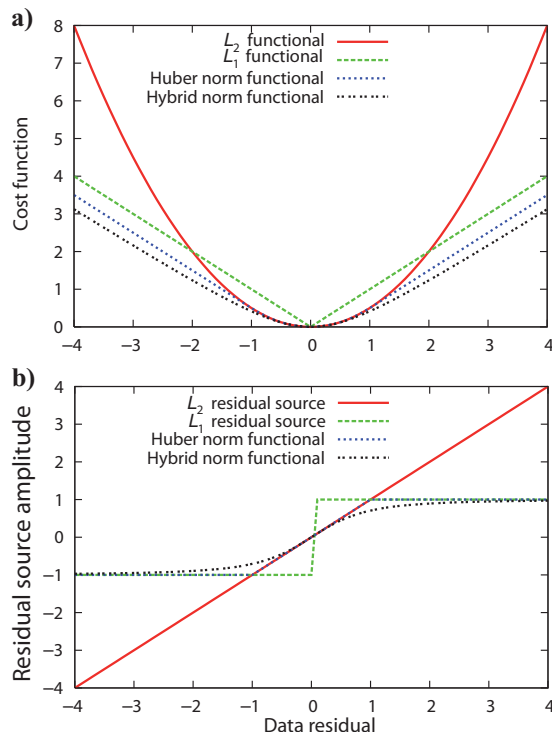 a)
L2 functional
L1 functional
Huber norm functional
Hybrid norm functional
Cost function
8
7
6
5
4
3
2
1
0
−4 −3 −2 −1 0 1 2 3 4
b)
L2 residual source
L1 residual source
Huber norm functional
Hybrid norm functional
Residual source amplitude
4
3
2
1
0
−1
−2
−3
−4
−4 −3 −2 −1 0 1 2 3 4
Data residual